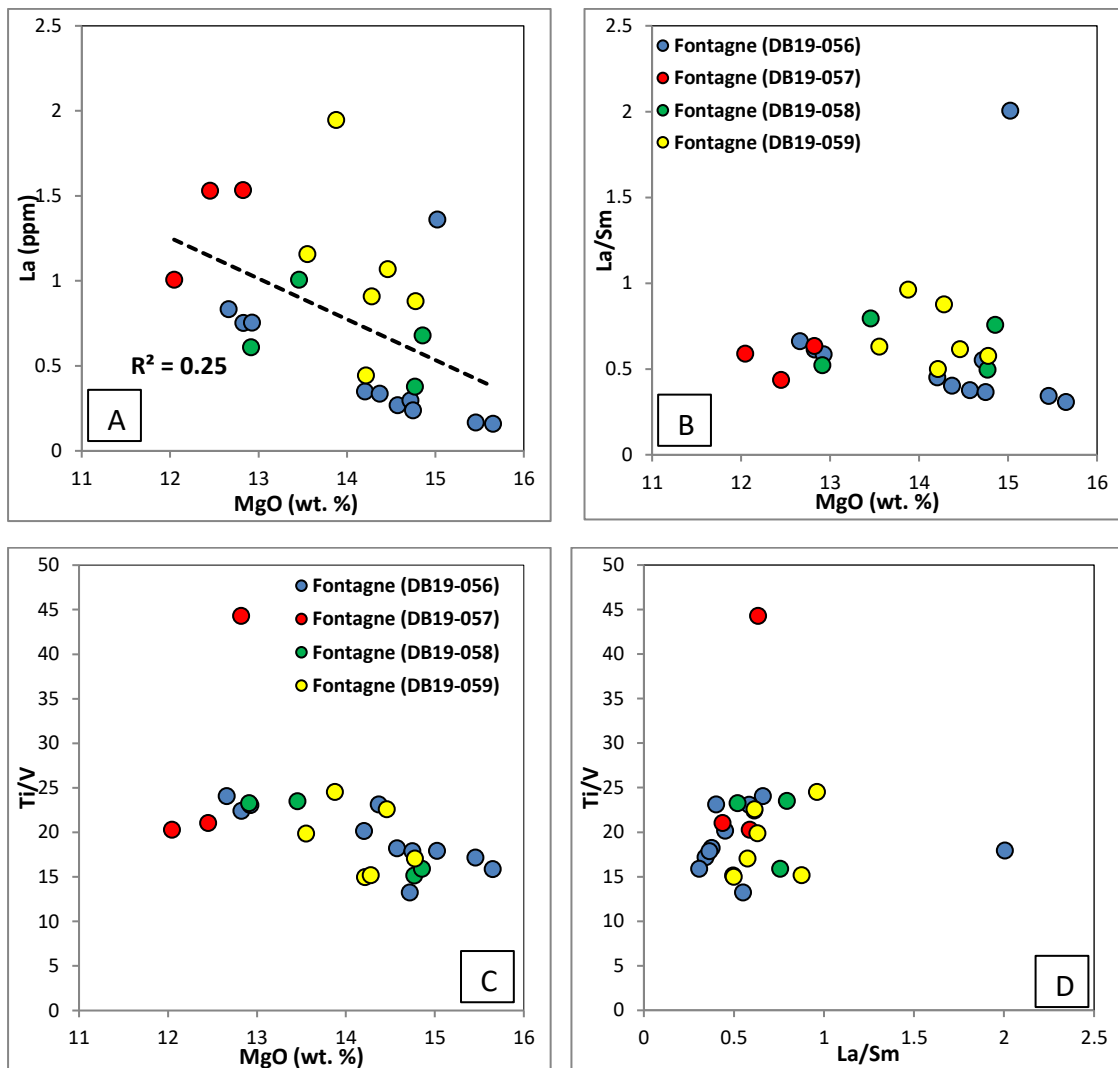 2.5
2
1.5
1
0.5
0
La (ppm)
R² = 0.25
A
11 12 13 14 15 16
MgO (wt. %)
2.5
2
1.5
1
0.5
0
La/Sm
Fontagne (DB19-056)
Fontagne (DB19-057)
Fontagne (DB19-058)
Fontagne (DB19-059)
B
11 12 13 14 15 16
MgO (wt. %)
50
45
40
35
30
25
20
15
10
5
0
Ti/V
Fontagne (DB19-056)
Fontagne (DB19-057)
Fontagne (DB19-058)
Fontagne (DB19-059)
C
11 12 13 14 15 16
MgO (wt. %)
50
45
40
35
30
25
20
15
10
5
0
Ti/V
D
0 0.5 1 1.5 2 2.5
La/Sm